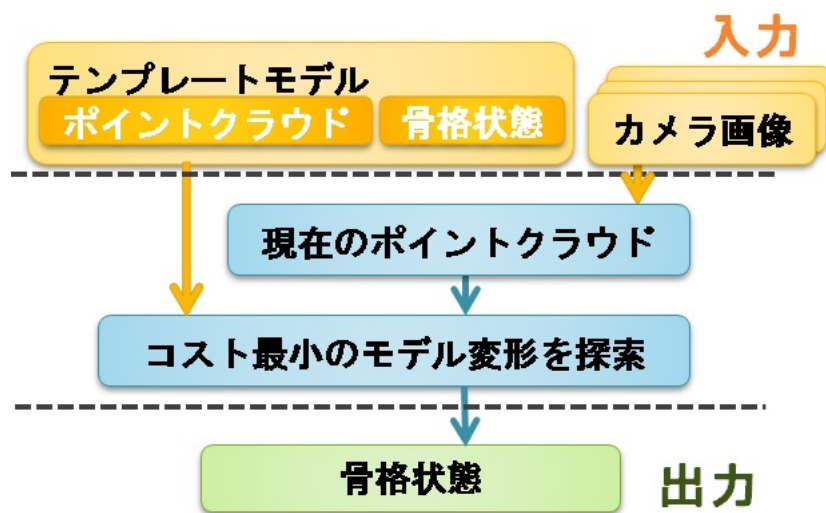 入力
テンプレートモデル
ポイントクラウド
骨格状態
カメラ画像
現在のポイントクラウド
コスト最小のモデル変形を探索
骨格状態
出力